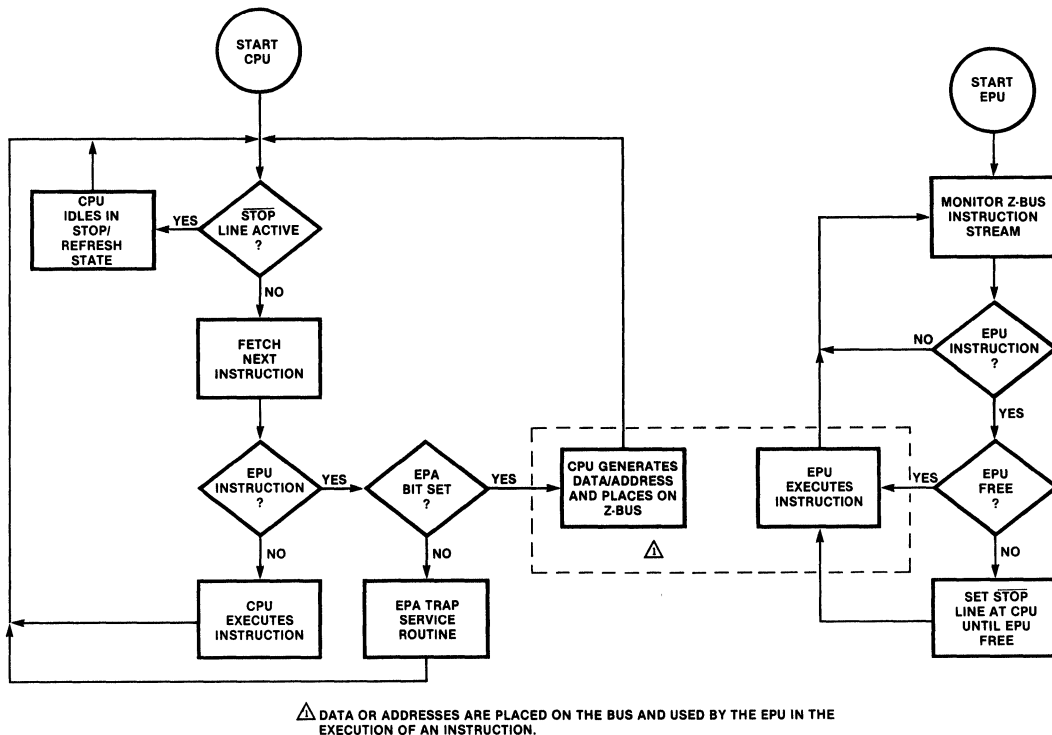 START
CPU
START
EPU
CPU
IDLES IN
STOP/
REFRESH
STATE
YES
STOP
LINE ACTIVE
?
NO
MONITOR Z-BUS
INSTRUCTION
STREAM
FETCH
NEXT
INSTRUCTION
NO
EPU
INSTRUCTION
?
YES
EPU
INSTRUCTION
?
YES
EPA
BIT SET
?
YES
CPU GENERATES
DATA/ADDRESS
AND PLACES ON
Z-BUS
EPU
EXECUTES
INSTRUCTION
YES
EPU
FREE
?
NO
NO
NO
1
CPU
EXECUTES
INSTRUCTION
EPA TRAP
SERVICE
ROUTINE
SET STOP
LINE AT CPU
UNTIL EPU
FREE
1 DATA OR ADDRESSES ARE PLACED ON THE BUS AND USED BY THE EPU IN THE
EXECUTION OF AN INSTRUCTION.